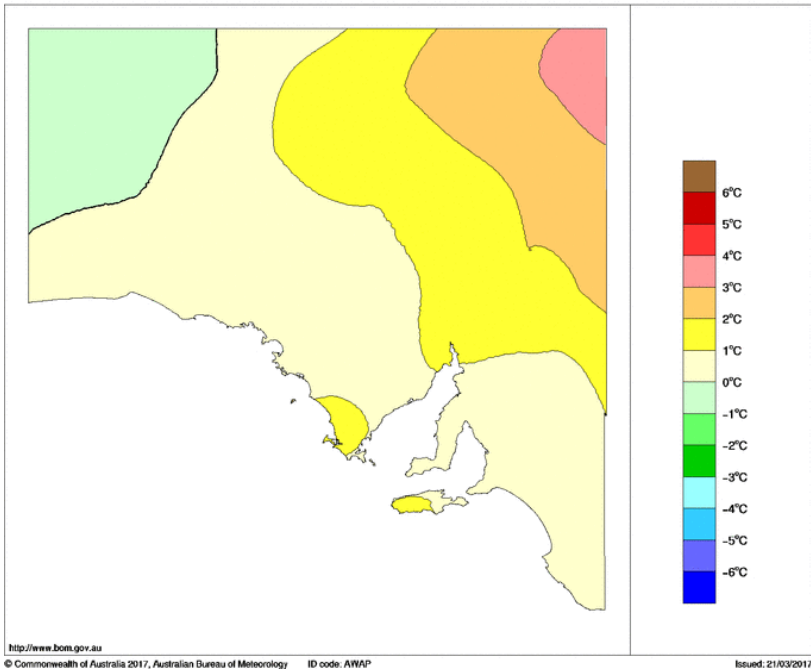 6°C
5°C
4°C
3°C
2°C
1°C
0°C
-1°C
-2°C
-3°C
-4°C
-5°C
-6°C
http://www.bom.gov.au
© Commonwealth of Australia 2017, Australian Bureau of Meteorology ID code: AWAP Issued: 21/03/2017